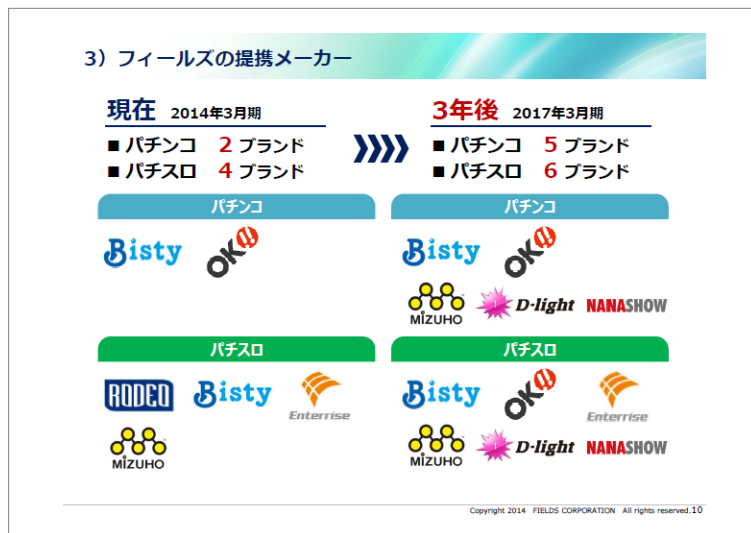 3）フィールズの提携メーカー
現在 2014年3月期
■ パチンコ 2 ブランド
■ パチスロ 4 ブランド
3年後 2017年3月期
■ パチンコ 5 ブランド
■ パチスロ 6 ブランド
パチンコ
Bisty OK!!
パチンコ
Bisty OK!!
MIZUHO D-light NANASHOW
パチスロ
RODEO Bisty Enterrise
MIZUHO
パチスロ
Bisty OK!! Enterrise
MIZUHO D-light NANASHOW
Copyright 2014 FIELDS CORPORATION All rights reserved.10